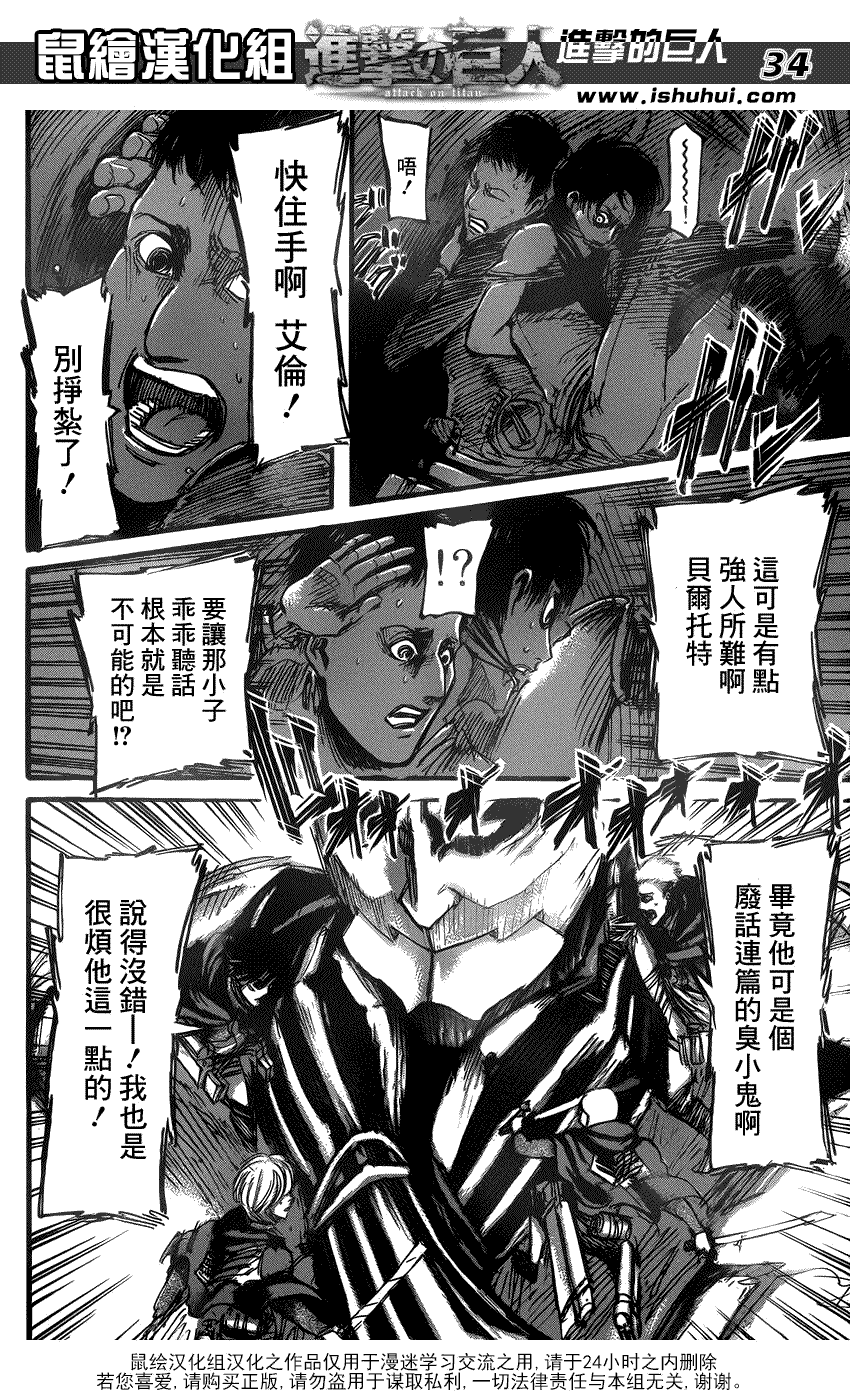 鼠繪漢化組
進撃の巨人
attack on titan
進擊的巨人
www.ishuhui.com
34
～～！
唔！
快住手啊 艾倫！
別掙紮了！
這可是有點
強人所難啊
貝爾托特
!?
要讓那小子
乖乖聽話
根本就是
不可能的吧!?
畢竟他可是個
廢話連篇的臭小鬼啊
說得沒錯ー！我也是
很煩他這一點的！
鼠绘汉化组汉化之作品仅用于漫迷学习交流之用, 请于24小时之内删除
若您喜爱, 请购买正版, 请勿盗用于谋取私利, 一切法律责任与本组无关, 谢谢。